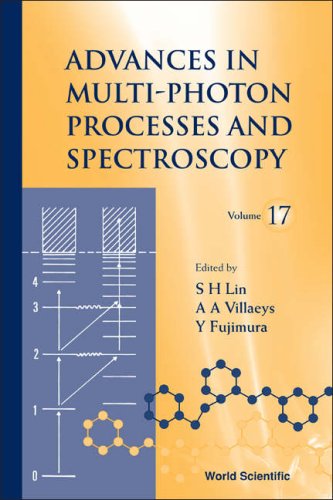 ADVANCES IN
MULTI-PHOTON
PROCESSES AND
SPECTROSCOPY
Volume 17
Edited by
S H Lin
A A Villaeys
Y Fujimura
4
3
2
1
0
World Scientific